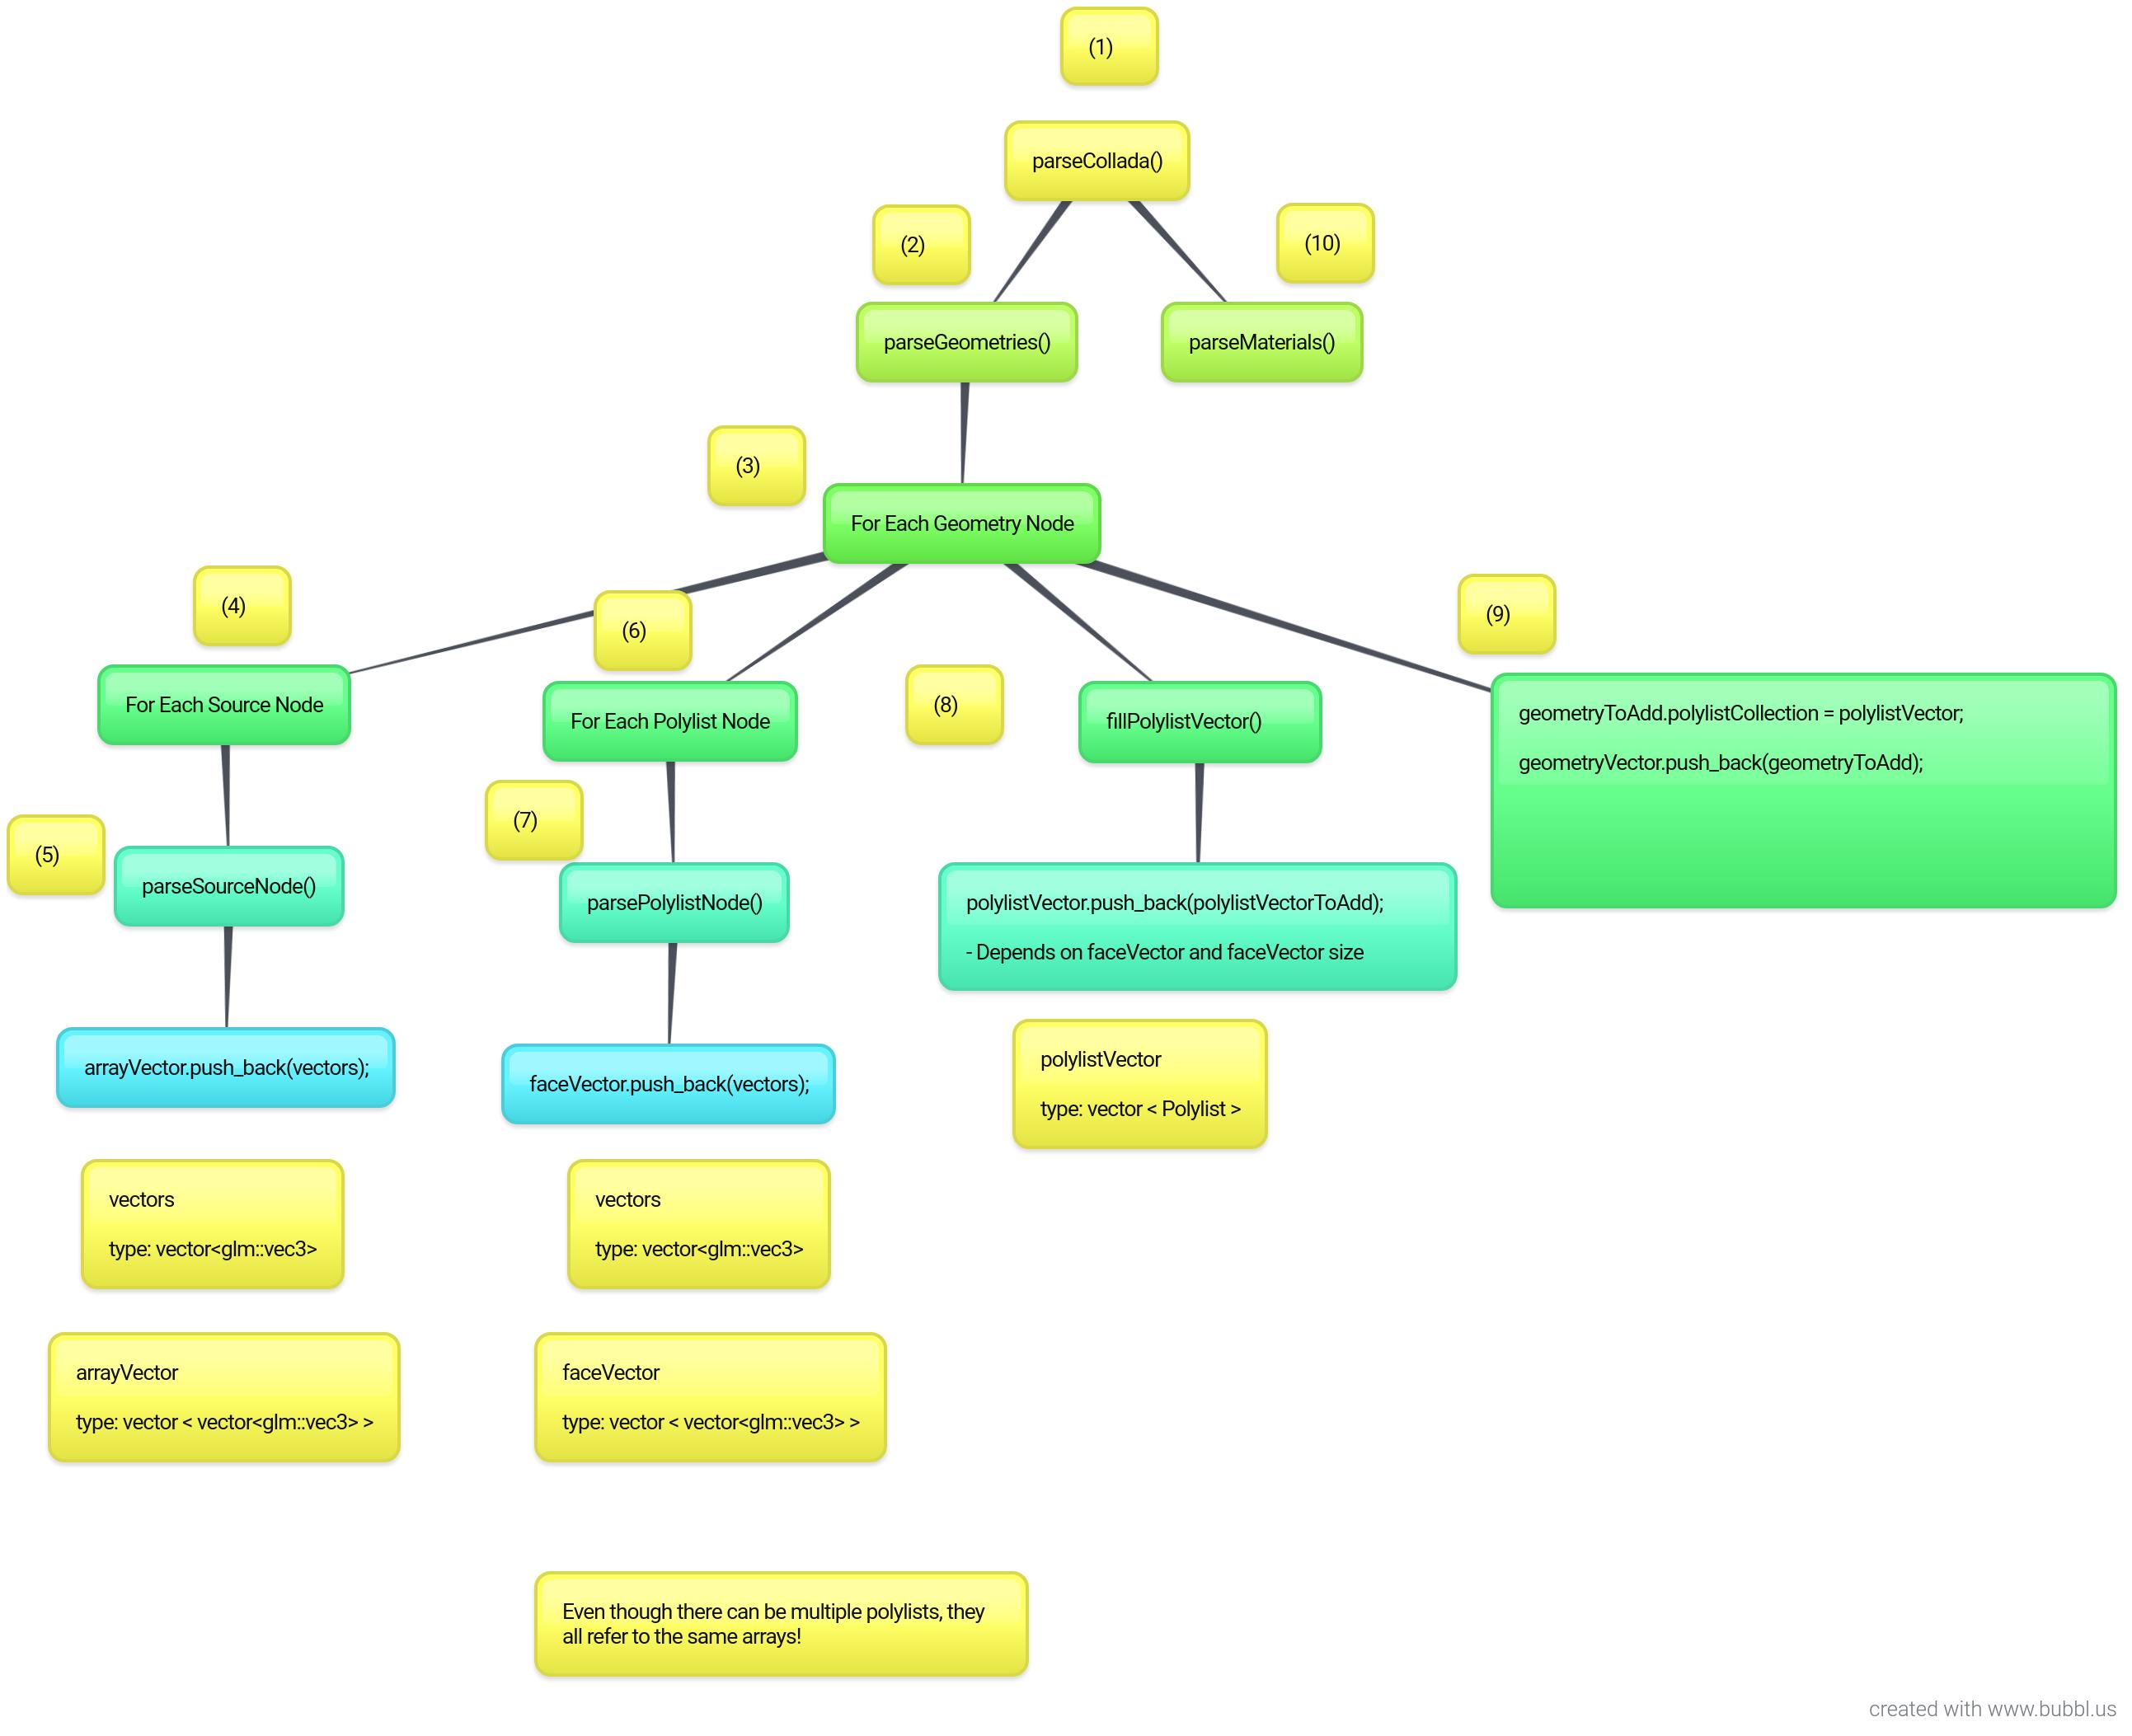 (1)
parseCollada()
(2)
(10)
parseGeometries()
parseMaterials()
(3)
For Each Geometry Node
(4)
(6)
(9)
For Each Source Node
For Each Polylist Node
(8)
fillPolylistVector()
geometryToAdd.polylistCollection = polylistVector;
geometryVector.push_back(geometryToAdd);
(5)
(7)
parseSourceNode()
parsePolylistNode()
polylistVector.push_back(polylistVectorToAdd);
- Depends on faceVector and faceVector size
arrayVector.push_back(vectors);
faceVector.push_back(vectors);
polylistVector
type: vector < Polylist >
vectors
type: vector<glm::vec3>
vectors
type: vector<glm::vec3>
arrayVector
type: vector < vector<glm::vec3> >
faceVector
type: vector < vector<glm::vec3> >
Even though there can be multiple polylists, they
all refer to the same arrays!
created with www.bubbl.us